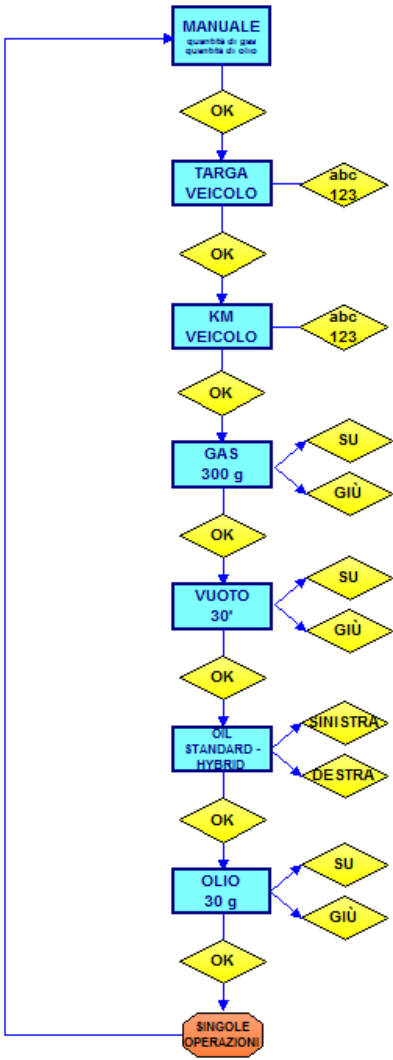 MANUALE
quantità di gas
quantità di olio
OK
TARGA
VEICOLO
abc
123
OK
KM
VEICOLO
abc
123
OK
GAS
300 g
SU
GIÙ
OK
VUOTO
30'
SU
GIÙ
OK
OIL
STANDARD -
HYBRID
SINISTRA
DESTRA
OK
OLIO
30 g
SU
GIÙ
OK
SINGOLE
OPERAZIONI